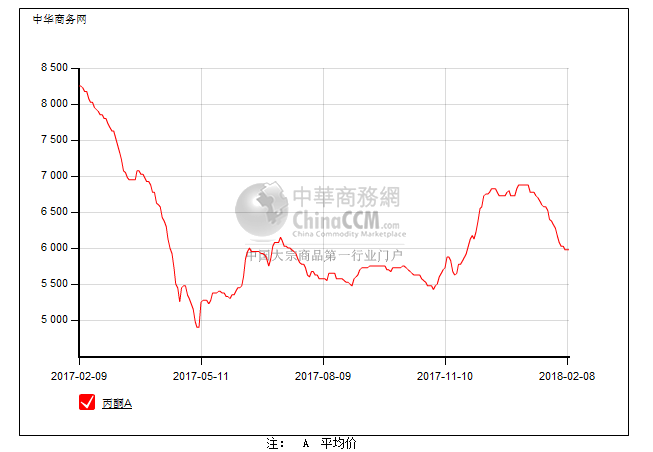 中华商务网
8 500
8 000
7 500
7 000
6 500
6 000
5 500
5 000
中華商務網
ChinaCCM.com
China Commodity Marketplace
中国大宗商品第一行业门户
2017-02-09 2017-05-11 2017-08-09 2017-11-10 2018-02-08
丙酮A
注： A 平均价